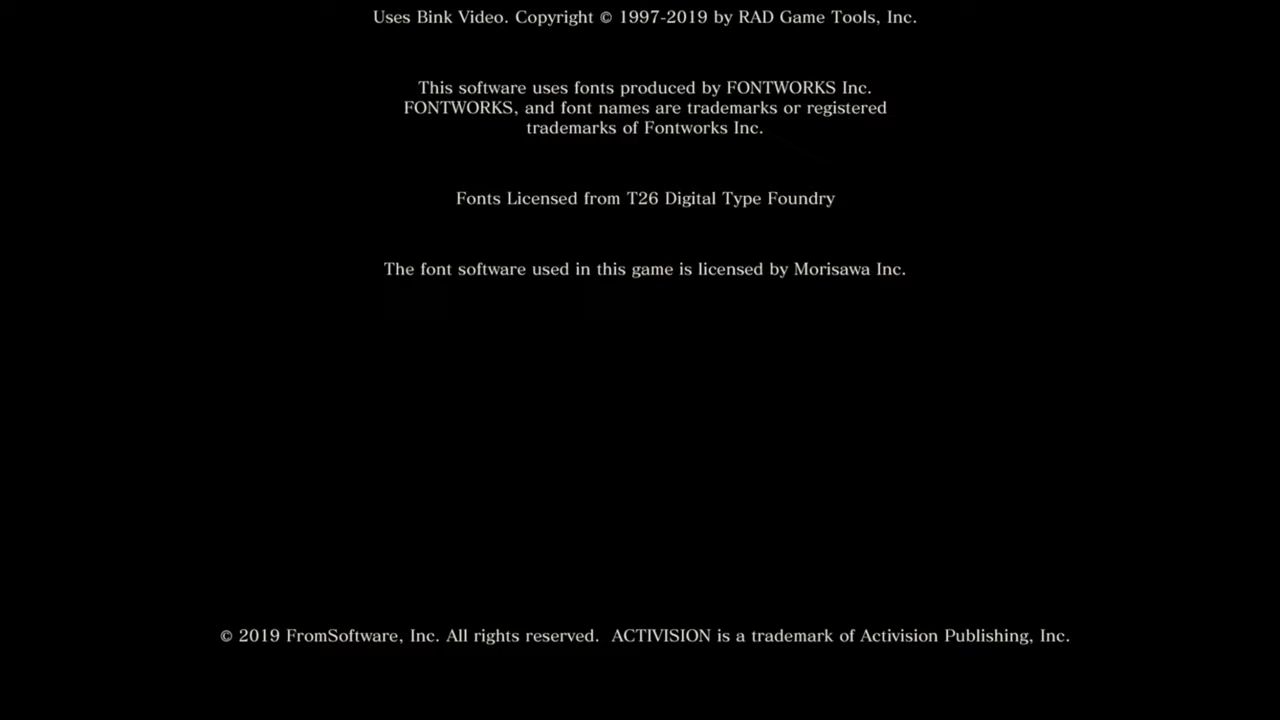 Uses Bink Video. Copyright © 1997-2019 by RAD Game Tools, Inc.
This software uses fonts produced by FONTWORKS Inc.
FONTWORKS, and font names are trademarks or registered
trademarks of Fontworks Inc.
Fonts Licensed from T26 Digital Type Foundry
The font software used in this game is licensed by Morisawa Inc.
© 2019 FromSoftware, Inc. All rights reserved.  ACTIVISION is a trademark of Activision Publishing, Inc.